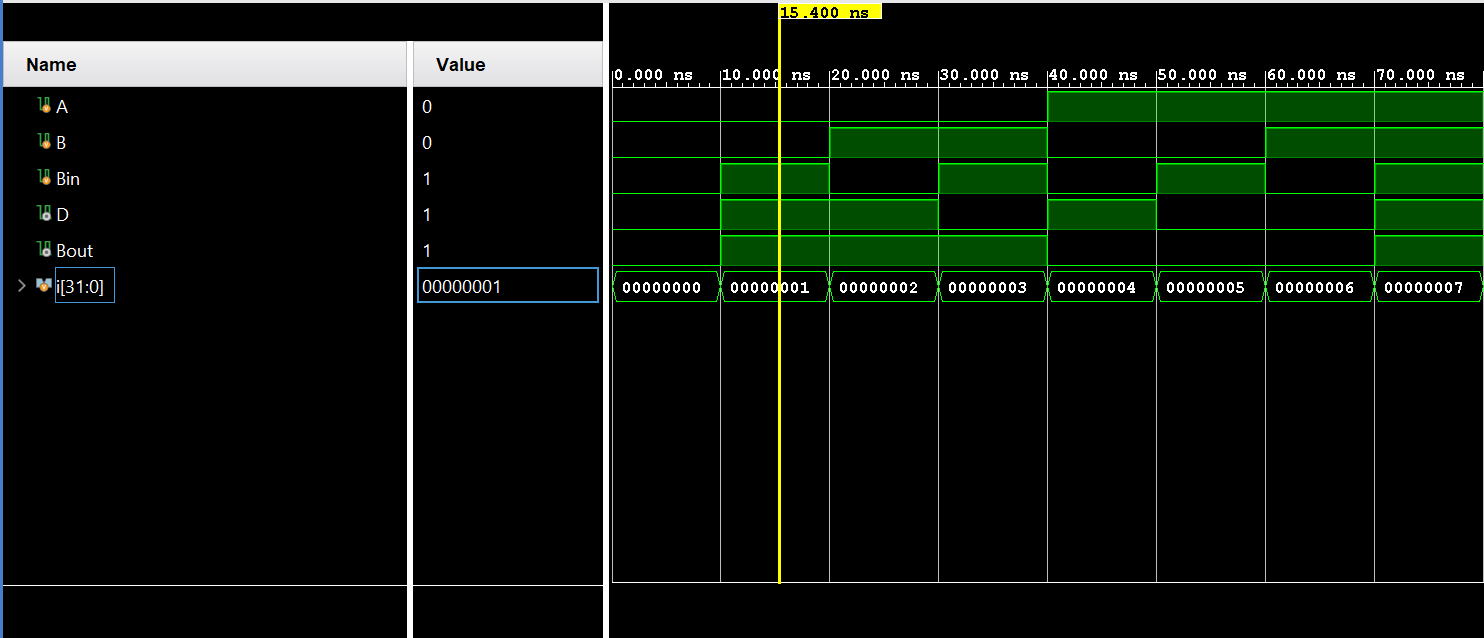 15.400 ns
Name Value 0.000 ns 10.000 ns 20.000 ns 30.000 ns 40.000 ns 50.000 ns 60.000 ns 70.000 ns
A 0
B 0
Bin 1
D 1
Bout 1
i[31:0] 00000001 00000000 00000001 00000002 00000003 00000004 00000005 00000006 00000007